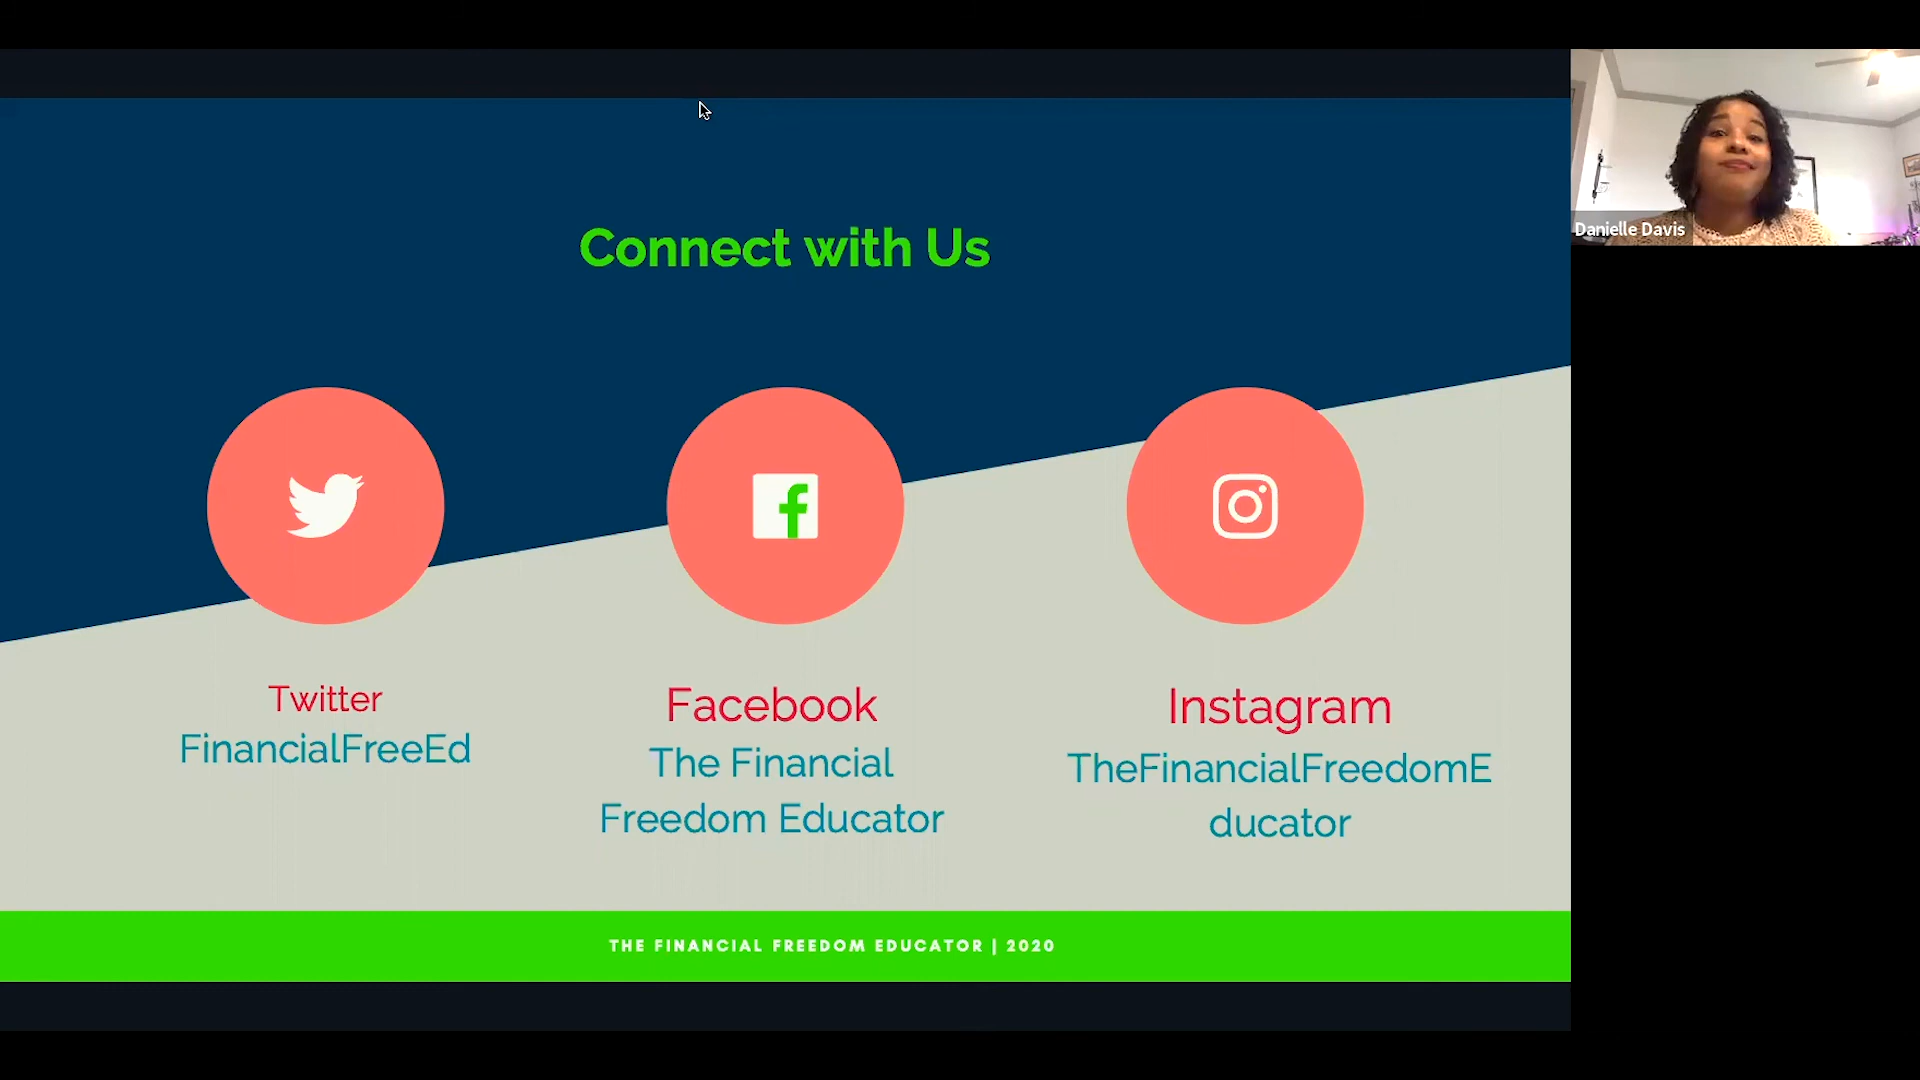 Connect with Us
Twitter
FinancialFreeEd
Facebook
The Financial
Freedom Educator
Instagram
TheFinancialFreedomE
ducator
THE FINANCIAL FREEDOM EDUCATOR | 2020
Danielle Davis